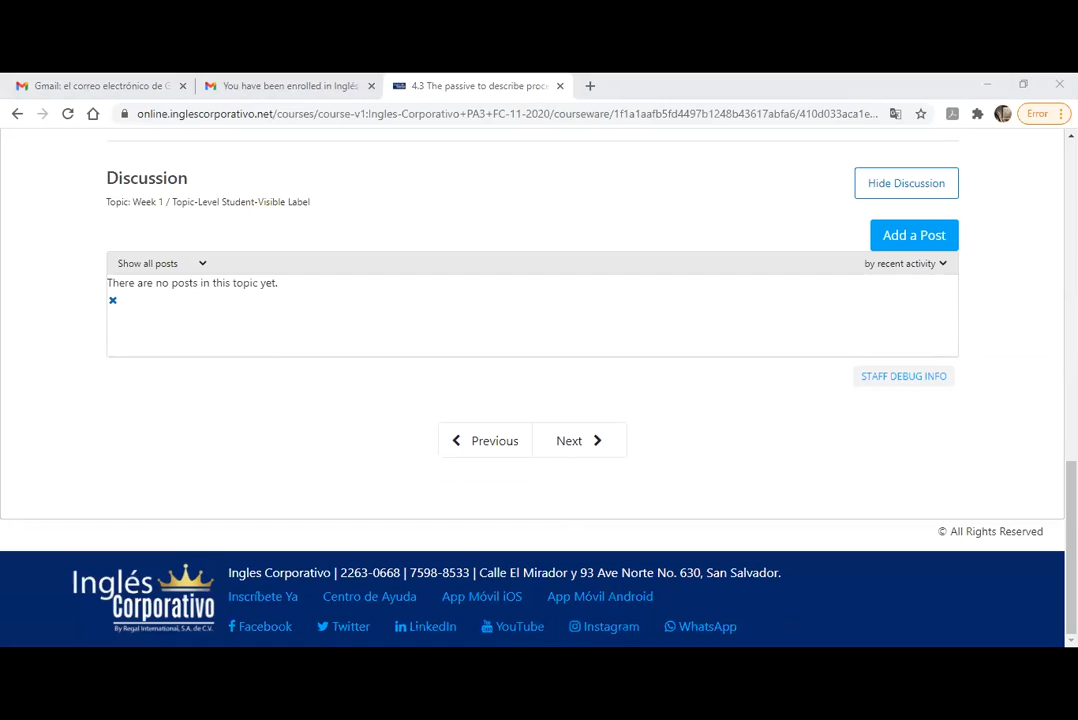 Gmail: el correo electrónico de G
You have been enrolled in Inglés
4.3 The passive to describe proce
online.inglescorporativo.net/courses/course-v1:Ingles-Corporativo+PA3+FC-11-2020/courseware/1f1a1aafb5fd4497b1248b43617abfa6/410d033aca1e...
Error
Discussion
Hide Discussion
Topic: Week 1 / Topic-Level Student-Visible Label
Add a Post
Show all posts
by recent activity
There are no posts in this topic yet.
STAFF DEBUG INFO
Previous
Next
© All Rights Reserved
Inglés Corporativo
By Regal International, S.A. de C.V.
Ingles Corporativo | 2263-0668 | 7598-8533 | Calle El Mirador y 93 Ave Norte No. 630, San Salvador.
Inscríbete Ya Centro de Ayuda App Móvil iOS App Móvil Android
Facebook Twitter LinkedIn YouTube Instagram WhatsApp